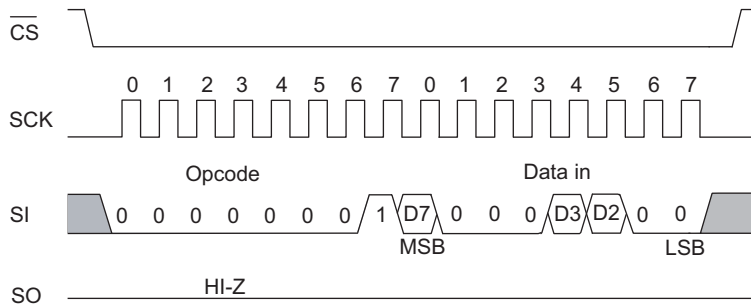 CS
0 1 2 3 4 5 6 7 0 1 2 3 4 5 6 7
SCK
Opcode Data in
SI 0 0 0 0 0 0 0 1 D7 0 0 0 D3 D2 0 0
MSB LSB
HI-Z
SO